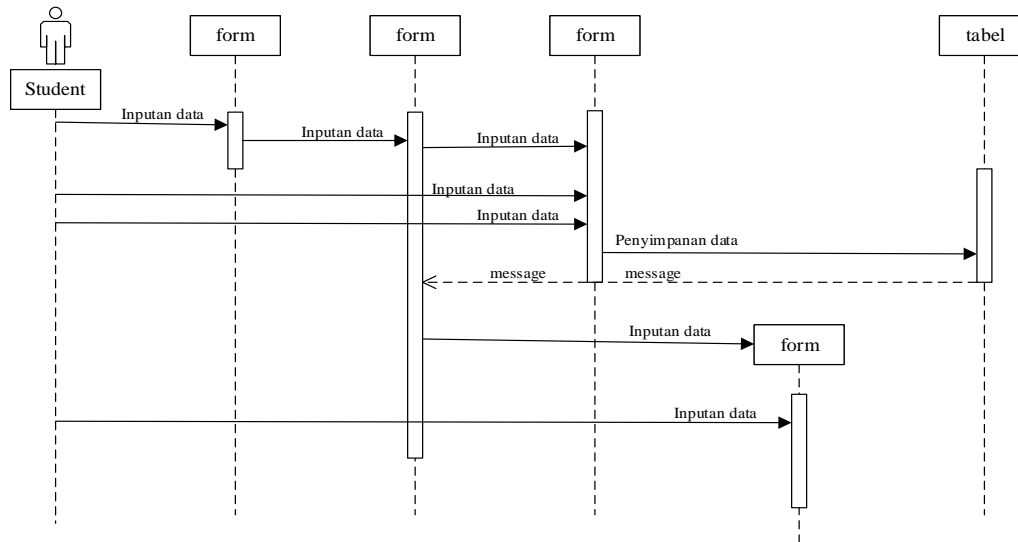 form
form
form
tabel
Student
Inputan data
Inputan data
Inputan data
Inputan data
Inputan data
Penyimpanan data
message
message
Inputan data
form
Inputan data